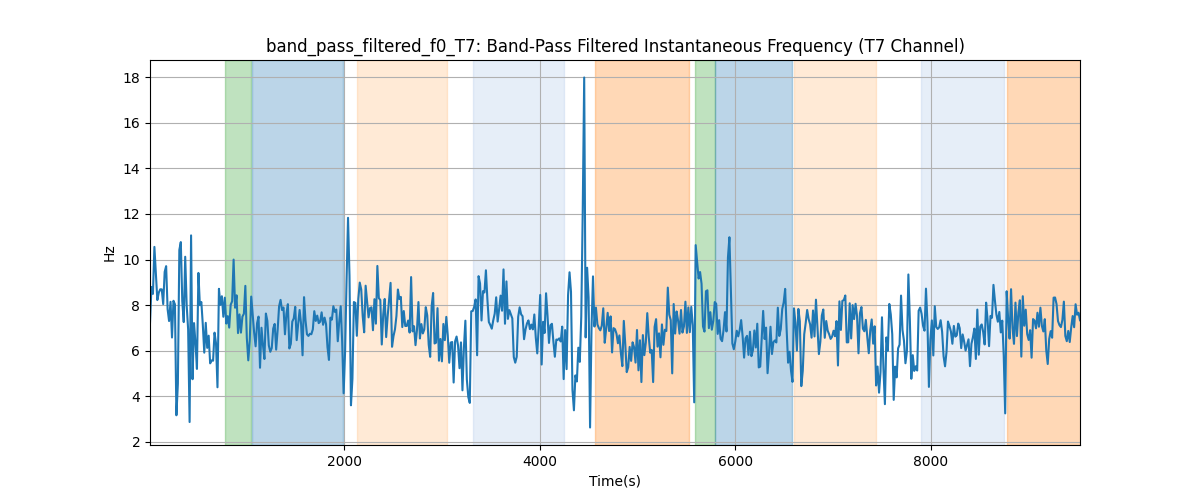 band_pass_filtered_f0_T7: Band-Pass Filtered Instantaneous Frequency (T7 Channel)
18
16
14
12
10
8
6
4
2
Hz
2000 4000 6000 8000
Time(s)